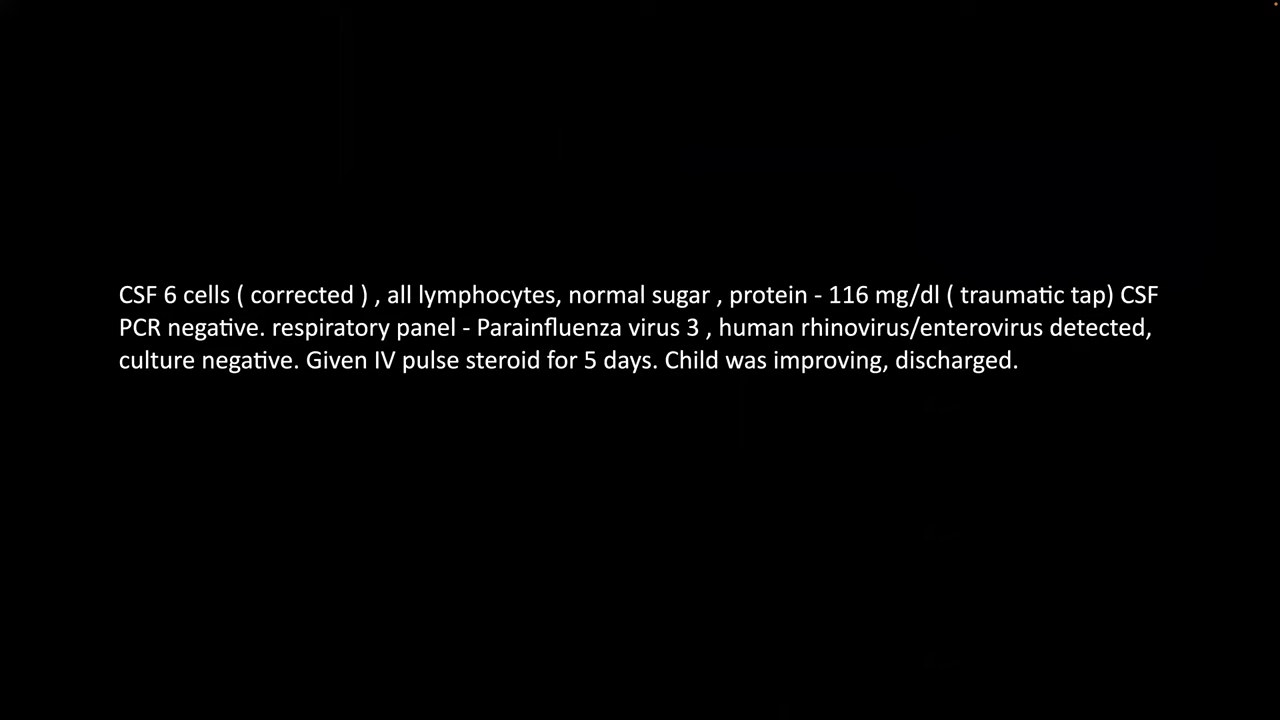 CSF 6 cells ( corrected ) , all lymphocytes, normal sugar , protein - 116 mg/dl ( traumatic tap) CSF
PCR negative. respiratory panel - Parainfluenza virus 3 , human rhinovirus/enterovirus detected,
culture negative. Given IV pulse steroid for 5 days. Child was improving, discharged.